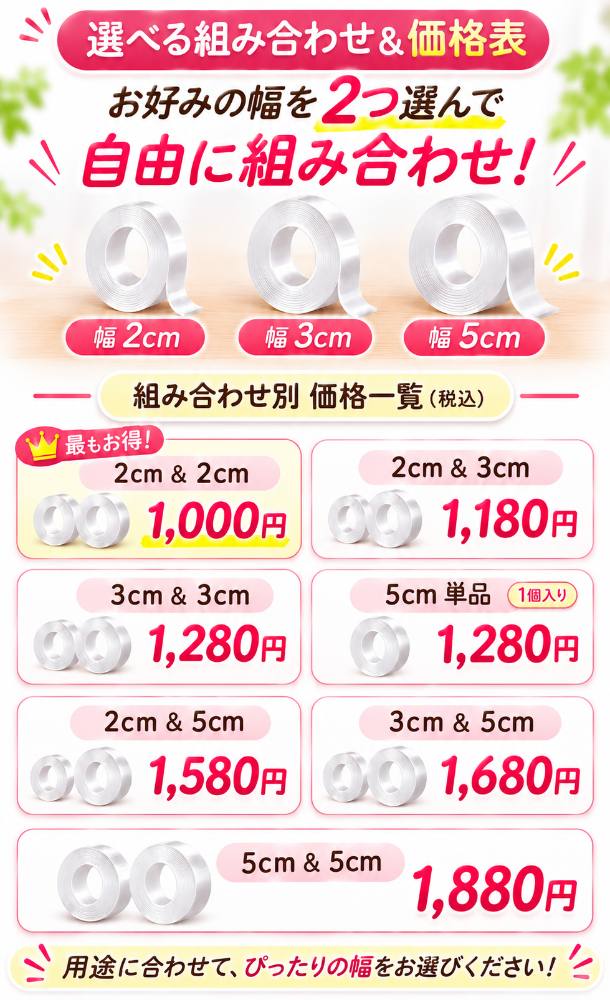 選べる組み合わせ＆価格表
お好みの幅を2つ選んで
自由に組み合わせ!
幅 2cm
幅 3cm
幅 5cm
組み合わせ別 価格一覧（税込）
最もお得!
2cm & 2cm
1,000円
2cm & 3cm
1,180円
3cm & 3cm
1,280円
5cm 単品 1個入り
1,280円
2cm & 5cm
1,580円
3cm & 5cm
1,680円
5cm & 5cm
1,880円
用途に合わせて、ぴったりの幅をお選びください!